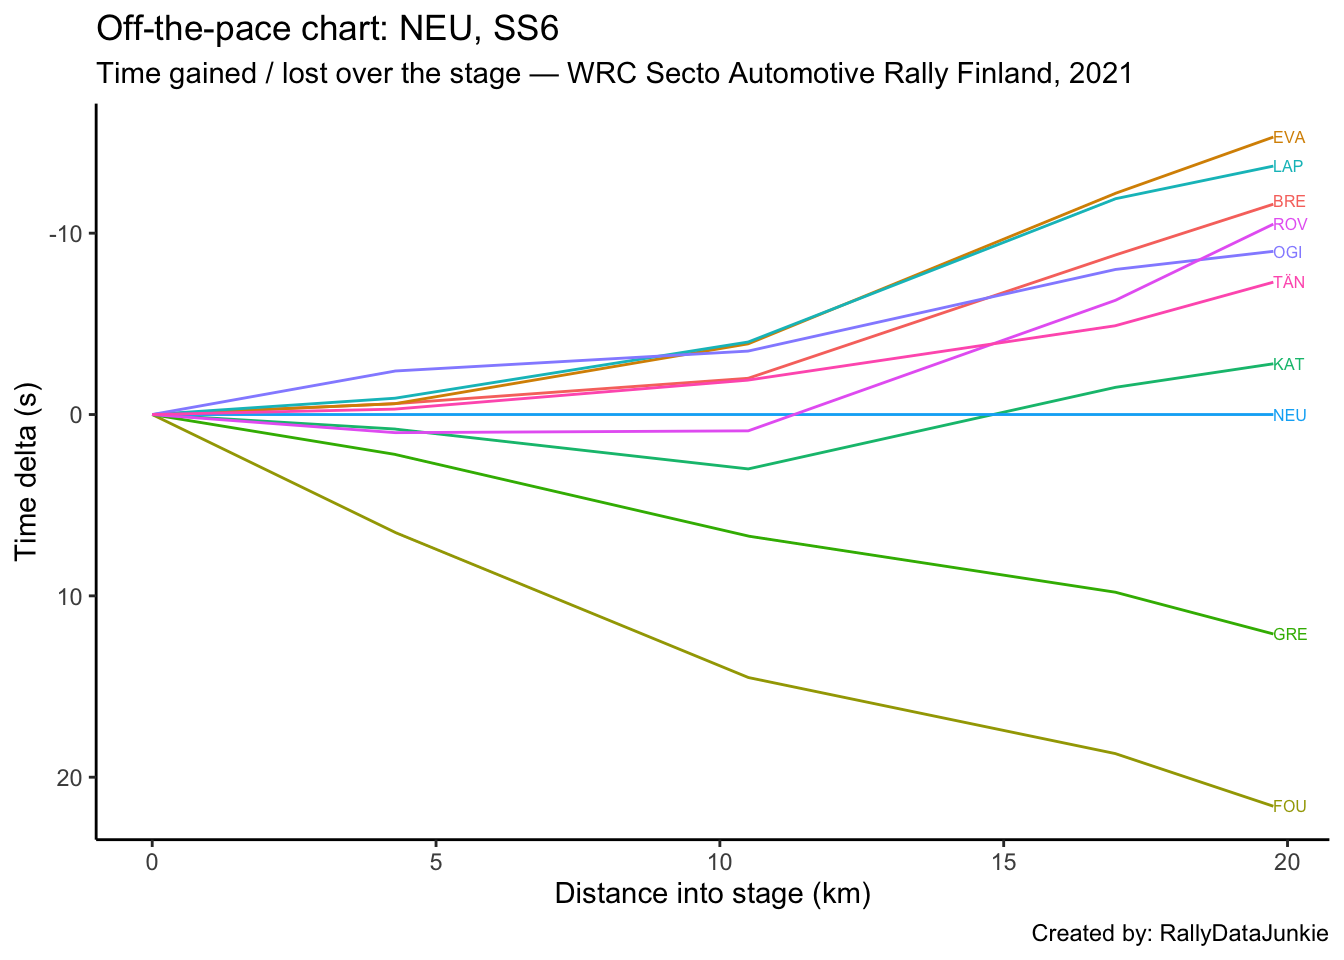 Off-the-pace chart: NEU, SS6
Time gained / lost over the stage — WRC Secto Automotive Rally Finland, 2021
EVA
LAP
BRE
ROV
OGI
TÄN
KAT
NEU
GRE
FOU
-10
0
10
20
Time delta (s)
0 5 10 15 20
Distance into stage (km)
Created by: RallyDataJunkie